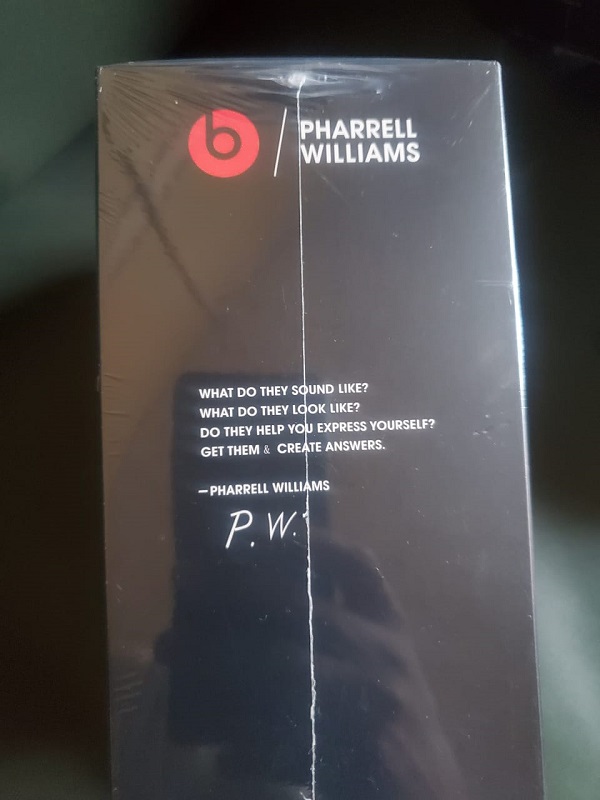 b / PHARRELL
WILLIAMS
WHAT DO THEY SOUND LIKE?
WHAT DO THEY LOOK LIKE?
DO THEY HELP YOU EXPRESS YOURSELF?
GET THEM & CREATE ANSWERS.
—PHARRELL WILLIAMS
P.W.